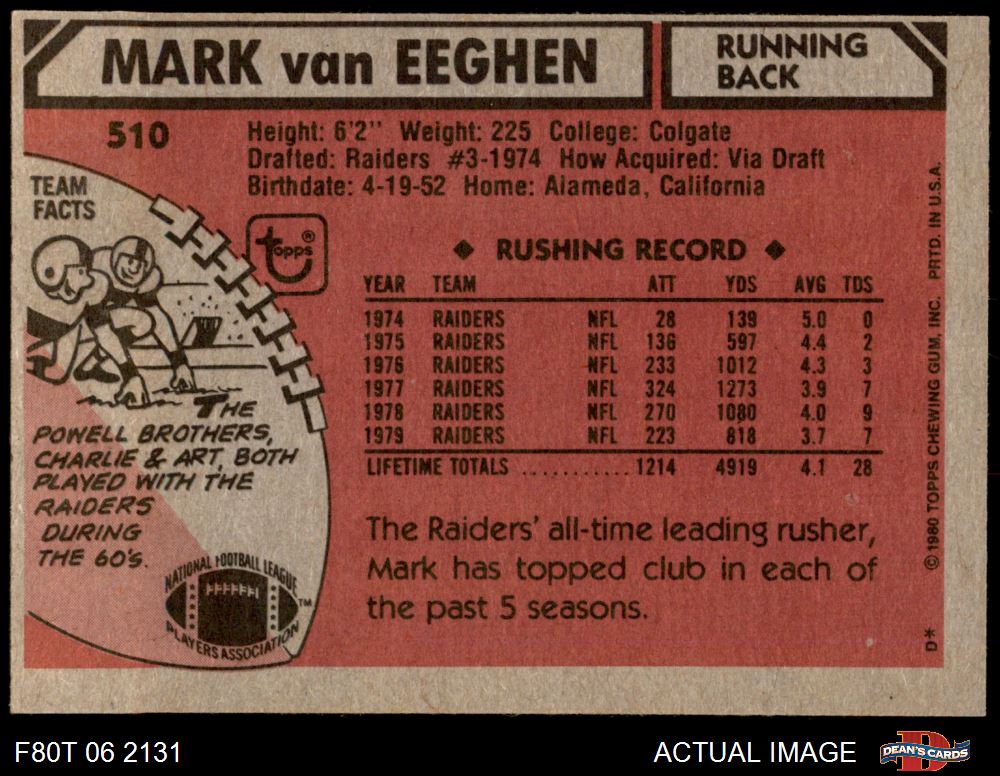 MARK van EEGHEN
RUNNING
BACK
510
Height: 6'2" Weight: 225 College: Colgate
Drafted: Raiders #3-1974 How Acquired: Via Draft
Birthdate: 4-19-52 Home: Alameda, California
TEAM
FACTS
topps®
THE
POWELL BROTHERS,
CHARLIE & ART, BOTH
PLAYED WITH THE
RAIDERS
DURING
THE 60's.
NATIONAL FOOTBALL LEAGUE
PLAYERS ASSOCIATION
TM
◆ RUSHING RECORD ◆
YEAR TEAM ATT YDS AVG TDS
1974 RAIDERS NFL 28 139 5.0 0
1975 RAIDERS NFL 136 597 4.4 2
1976 RAIDERS NFL 233 1012 4.3 3
1977 RAIDERS NFL 324 1273 3.9 7
1978 RAIDERS NFL 270 1080 4.0 9
1979 RAIDERS NFL 223 818 3.7 7
LIFETIME TOTALS ........... 1214 4919 4.1 28
The Raiders' all-time leading rusher,
Mark has topped club in each of
the past 5 seasons.
© 1980 TOPPS CHEWING GUM, INC. PRTD. IN U.S.A.
D*
F80T 06 2131
ACTUAL IMAGE
D
DEAN'S CARDS